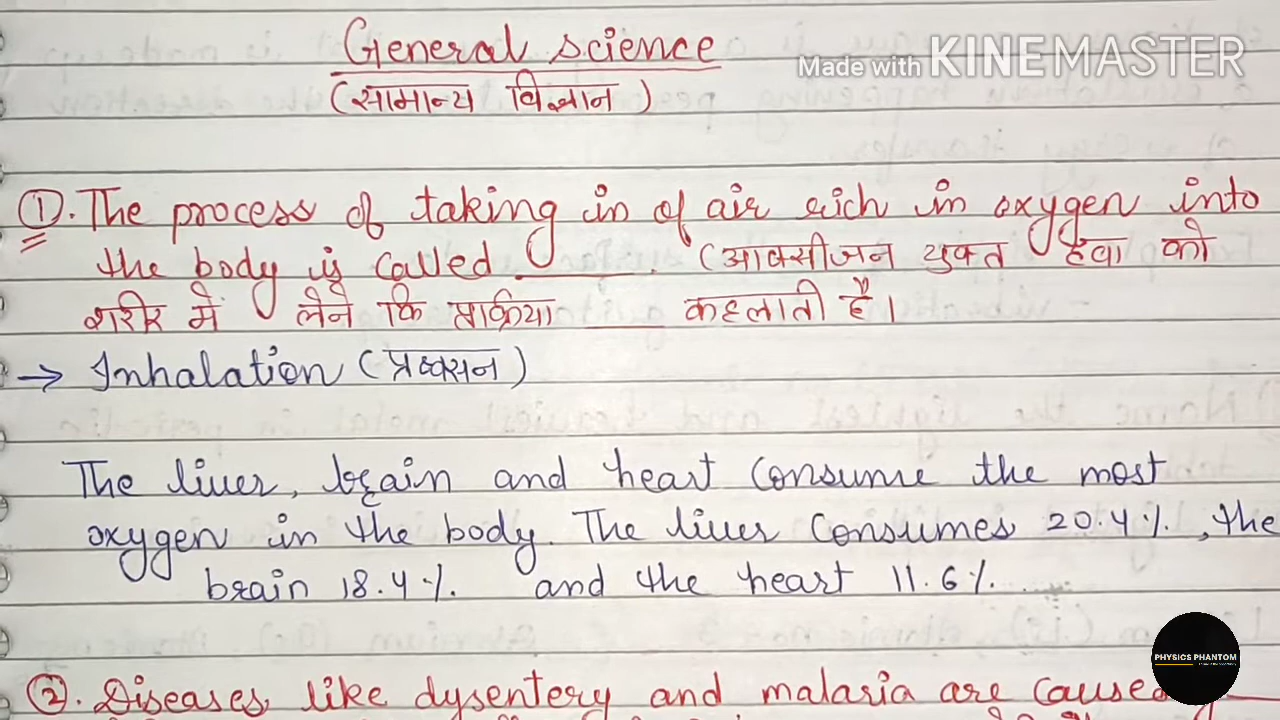 General science
Made with KINEMASTER
(सामान्य विज्ञान)
①. The process of taking in of air rich in oxygen into
the body is called ______. (आक्सीजन युक्त हवा को
शरीर में लेने कि प्राक्रिया ____ कहलाती है।
→ Inhalation (प्रश्वसन)
The liver, brain and heart consume the most
oxygen in the body. The liver consumes 20.4%, the
brain 18.4% and the heart 11.6%.
PHYSICS PHANTOM
②. Diseases like dysentery and malaria are caused